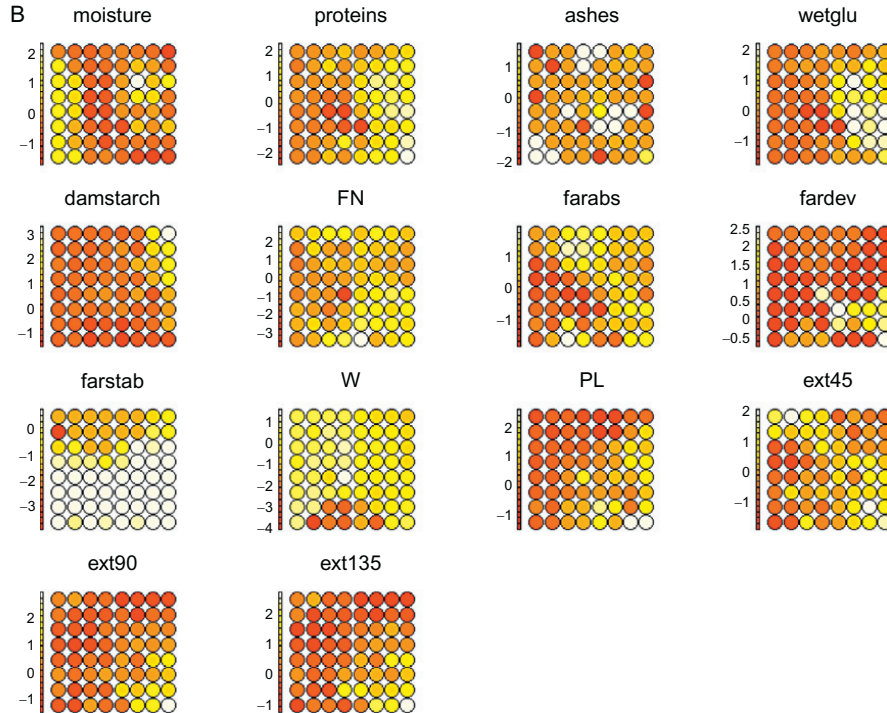 B moisture proteins ashes wetglu
2 1 0 −1
2 1 0 −1 −2
1 0 −1 −2
2 1 0 −1
damstarch FN farabs fardev
3 2 1 0 −1
2 1 0 −1 −2 −3
1 0 −1
2.5 2 1.5 1 0.5 0 −0.5
farstab W PL ext45
0 −1 −2 −3
1 0 −1 −2 −3 −4
2 1 0 1
2 1 0 −1
ext90 ext135
2 1 0 −1
2 1 0 −1